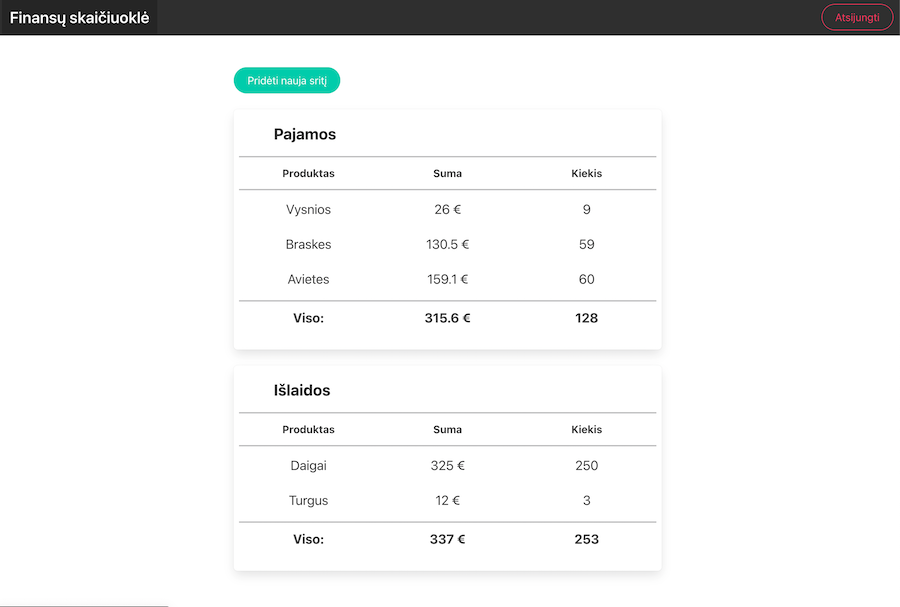 Finansų skaičiuoklė Atsijungti
Pridėti nauja sritį
Pajamos
Produktas Suma Kiekis
Vysnios 26 € 9
Braskes 130.5 € 59
Avietes 159.1 € 60
Viso: 315.6 € 128
Išlaidos
Produktas Suma Kiekis
Daigai 325 € 250
Turgus 12 € 3
Viso: 337 € 253